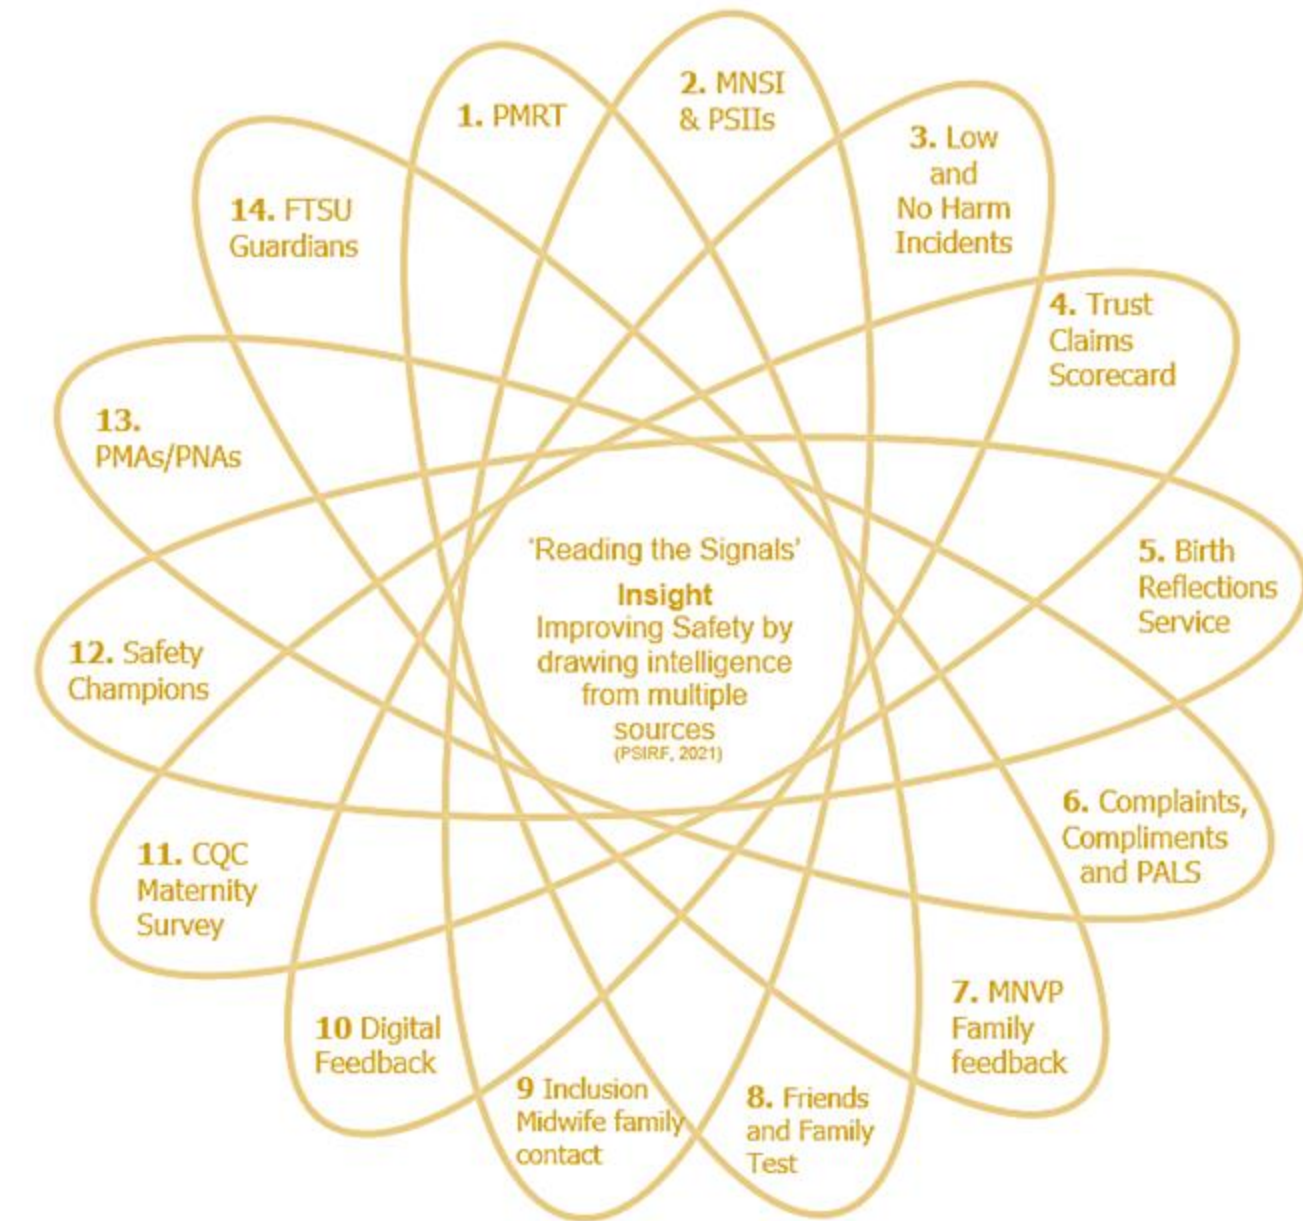 1. PMRT
2. MNSI
& PSIIs
3. Low
and
No Harm
Incidents
4. Trust
Claims
Scorecard
5. Birth
Reflections
Service
6. Complaints,
Compliments
and PALS
7. MNVP
Family
feedback
8. Friends
and Family
Test
9 Inclusion
Midwife family
contact
10 Digital
Feedback
11. CQC
Maternity
Survey
12. Safety
Champions
13.
PMAs/PNAs
14. FTSU
Guardians
'Reading the Signals'
Insight
Improving Safety by
drawing intelligence
from multiple
sources
(PSIRF, 2021)